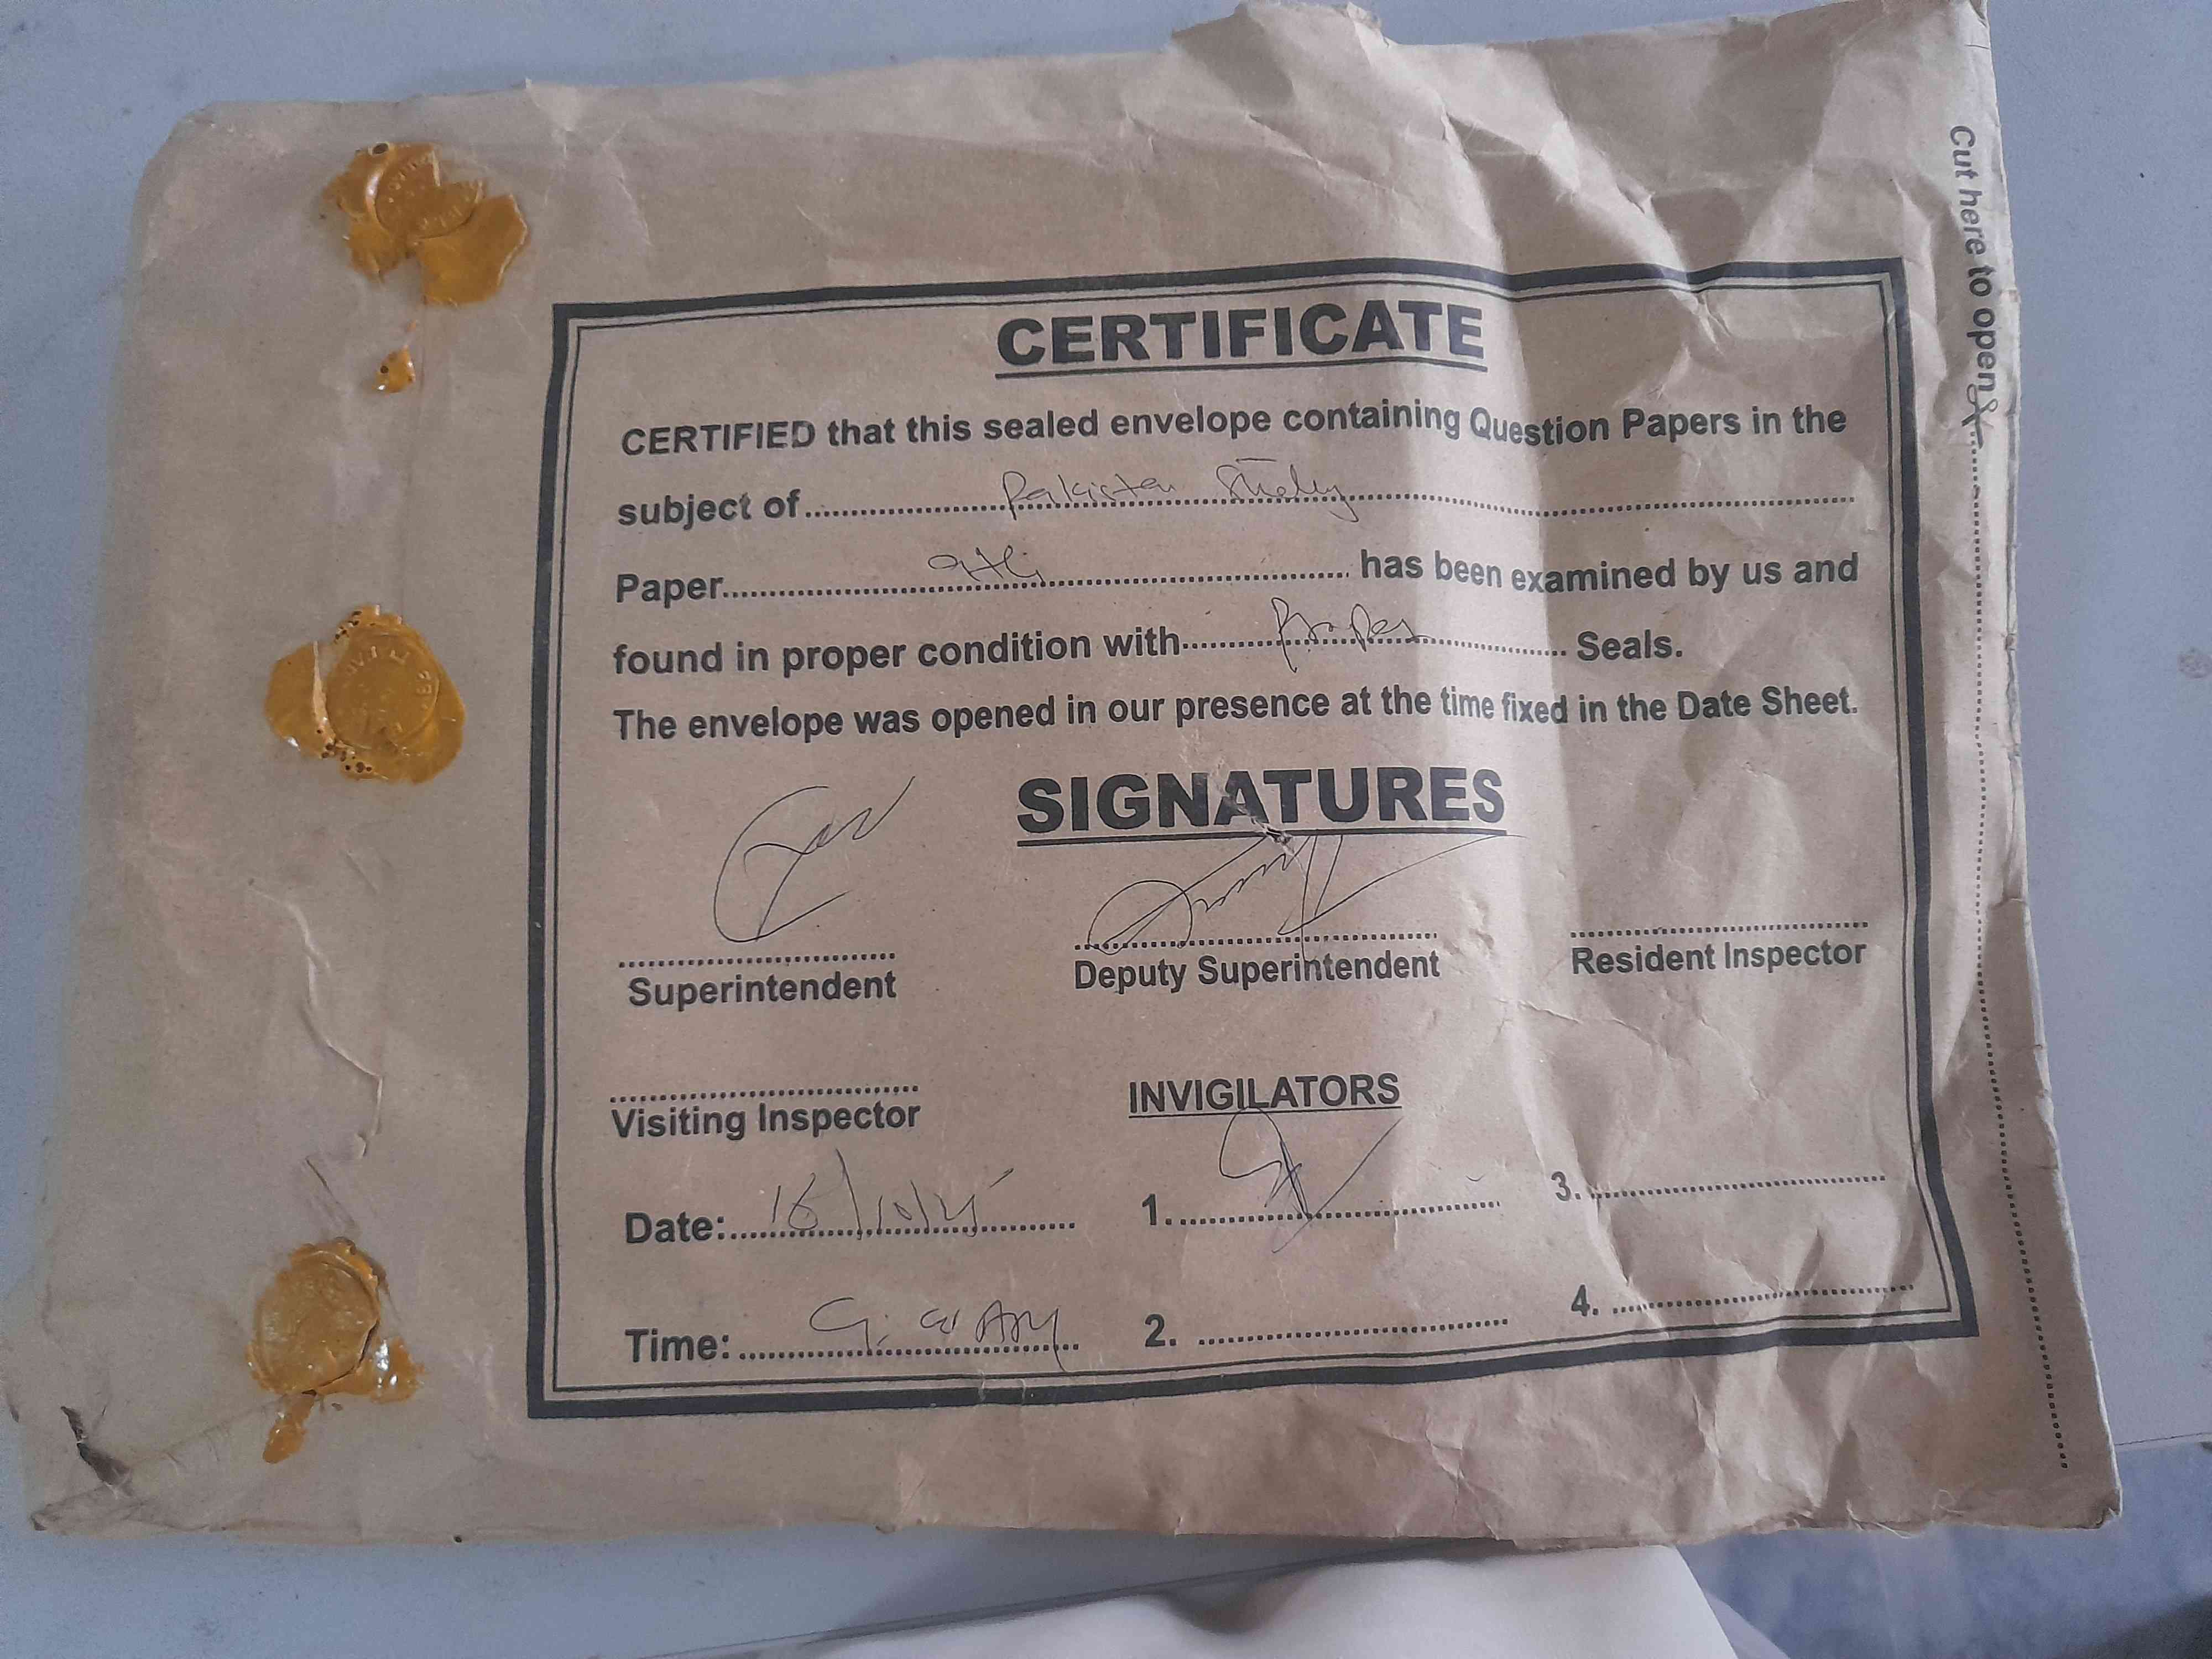 Cut here to open
CERTIFICATE
CERTIFIED that this sealed envelope containing Question Papers in the
subject of Pakistan Study
Paper 9th has been examined by us and
found in proper condition with Proper Seals.
The envelope was opened in our presence at the time fixed in the Date Sheet.
SIGNATURES
Superintendent
Deputy Superintendent
Resident Inspector
Visiting Inspector
INVIGILATORS
Date: 16/10/25
1.
3.
Time:
2.
4.